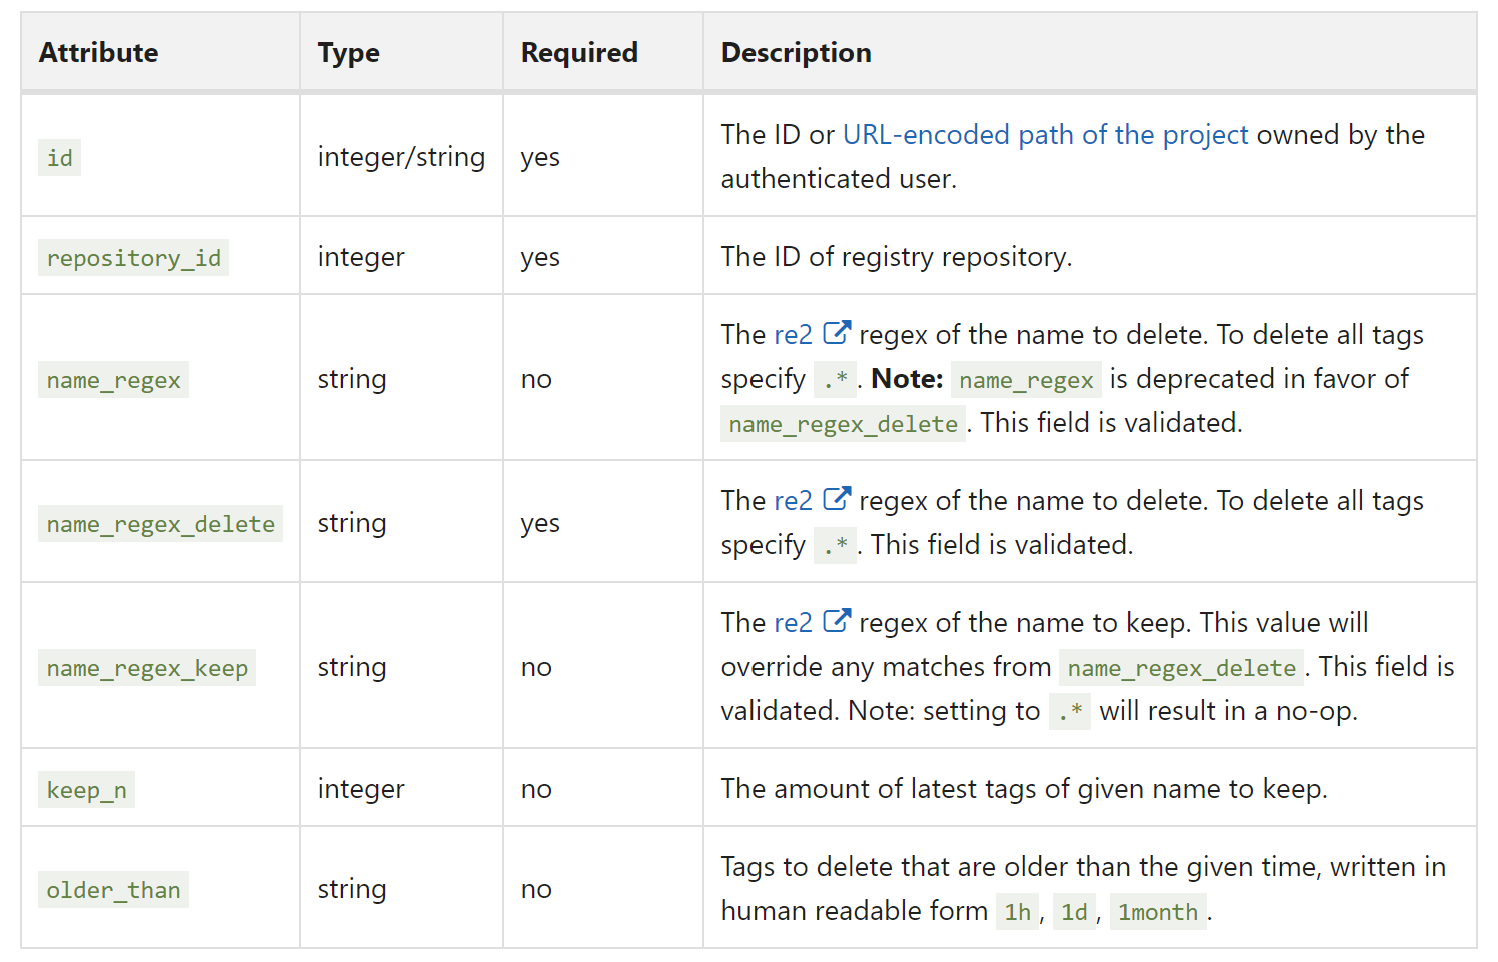 Attribute Type Required Description
id integer/string yes The ID or URL-encoded path of the project owned by the
authenticated user.
repository_id integer yes The ID of registry repository.
name_regex string no The re2 regex of the name to delete. To delete all tags
specify .* . Note: name_regex is deprecated in favor of
name_regex_delete . This field is validated.
name_regex_delete string yes The re2 regex of the name to delete. To delete all tags
specify .* . This field is validated.
name_regex_keep string no The re2 regex of the name to keep. This value will
override any matches from name_regex_delete . This field is
validated. Note: setting to .* will result in a no-op.
keep_n integer no The amount of latest tags of given name to keep.
older_than string no Tags to delete that are older than the given time, written in
human readable form 1h , 1d , 1month .